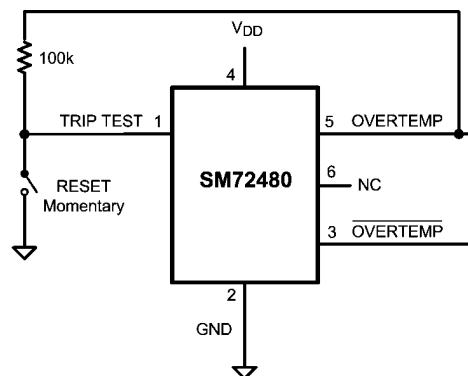 100k
VDD
4
TRIP TEST 1
5 OVERTEMP
SM72480
6 NC
RESET
Momentary
3 OVERTEMP
2
GND